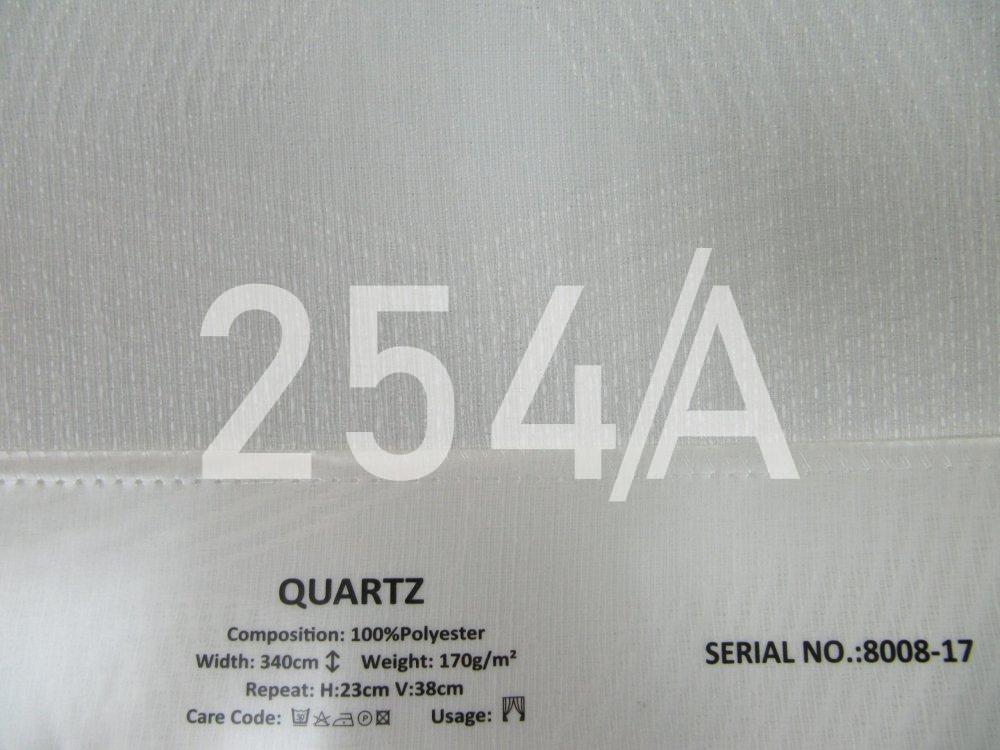 254/A
QUARTZ
Composition: 100%Polyester
Width: 340cm Weight: 170g/m²
Repeat: H:23cm V:38cm
Care Code:
Usage:
SERIAL NO.:8008-17